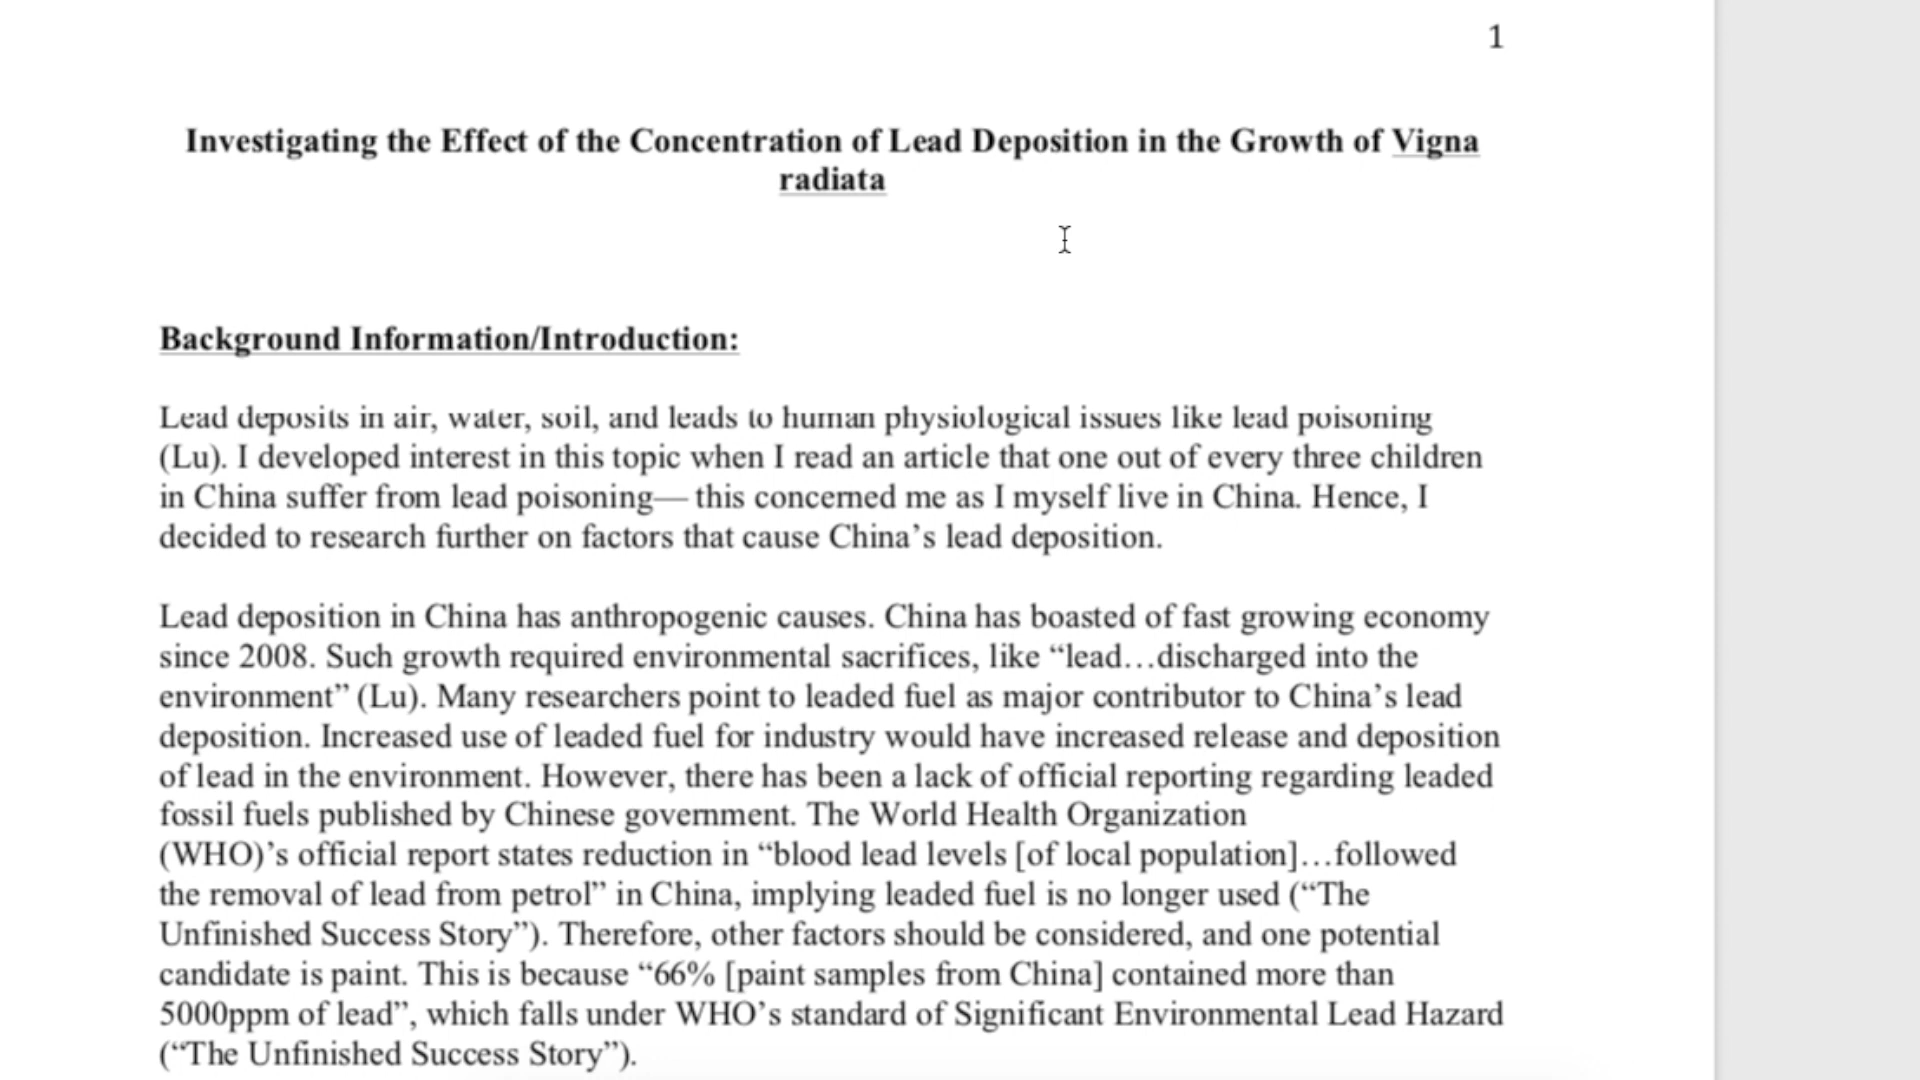 1
Investigating the Effect of the Concentration of Lead Deposition in the Growth of Vigna
radiata
Background Information/Introduction:
Lead deposits in air, water, soil, and leads to human physiological issues like lead poisoning
(Lu). I developed interest in this topic when I read an article that one out of every three children
in China suffer from lead poisoning— this concerned me as I myself live in China. Hence, I
decided to research further on factors that cause China’s lead deposition.
Lead deposition in China has anthropogenic causes. China has boasted of fast growing economy
since 2008. Such growth required environmental sacrifices, like “lead…discharged into the
environment” (Lu). Many researchers point to leaded fuel as major contributor to China’s lead
deposition. Increased use of leaded fuel for industry would have increased release and deposition
of lead in the environment. However, there has been a lack of official reporting regarding leaded
fossil fuels published by Chinese government. The World Health Organization
(WHO)’s official report states reduction in “blood lead levels [of local population]…followed
the removal of lead from petrol” in China, implying leaded fuel is no longer used (“The
Unfinished Success Story”). Therefore, other factors should be considered, and one potential
candidate is paint. This is because “66% [paint samples from China] contained more than
5000ppm of lead”, which falls under WHO’s standard of Significant Environmental Lead Hazard
(“The Unfinished Success Story”).